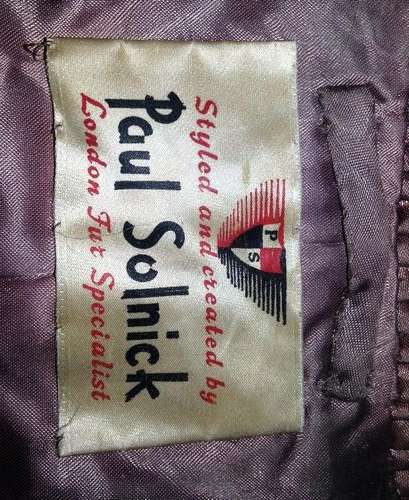 P S
Styled and created by
Paul Solnick
London Fur Specialist